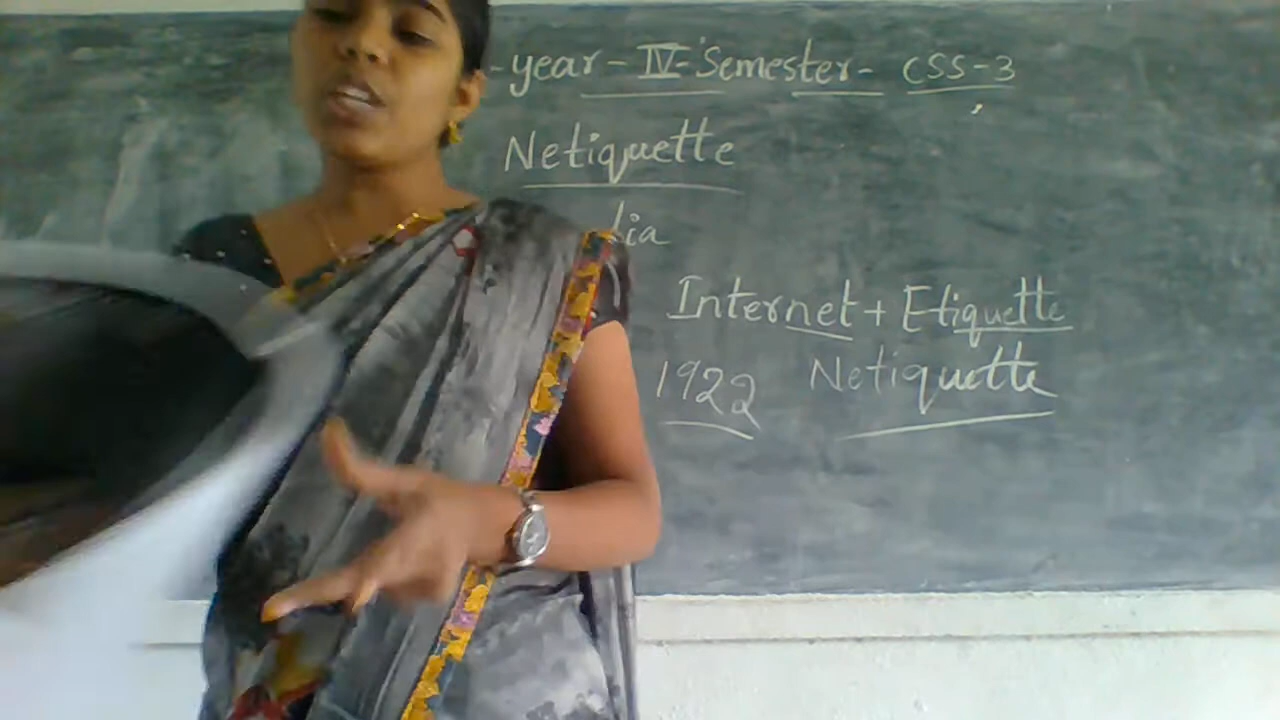 -year - IV - Semester - CSS-3
Netiquette
Internet + Etiquette
1922 Netiquette